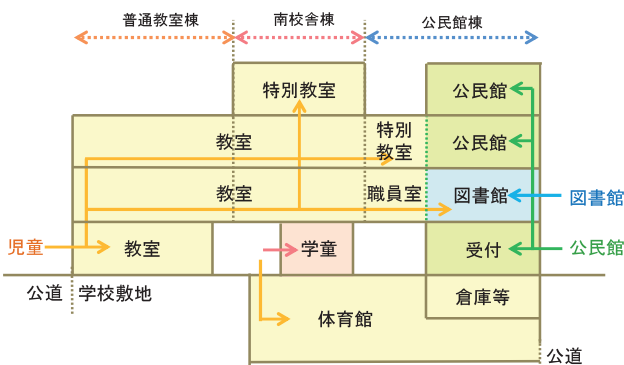 普通教室棟
南校舎棟
公民館棟
特別教室
公民館
教室
特別
教室
公民館
教室
職員室
図書館
図書館
児童
教室
学童
受付
公民館
公道
学校敷地
倉庫等
体育館
公道